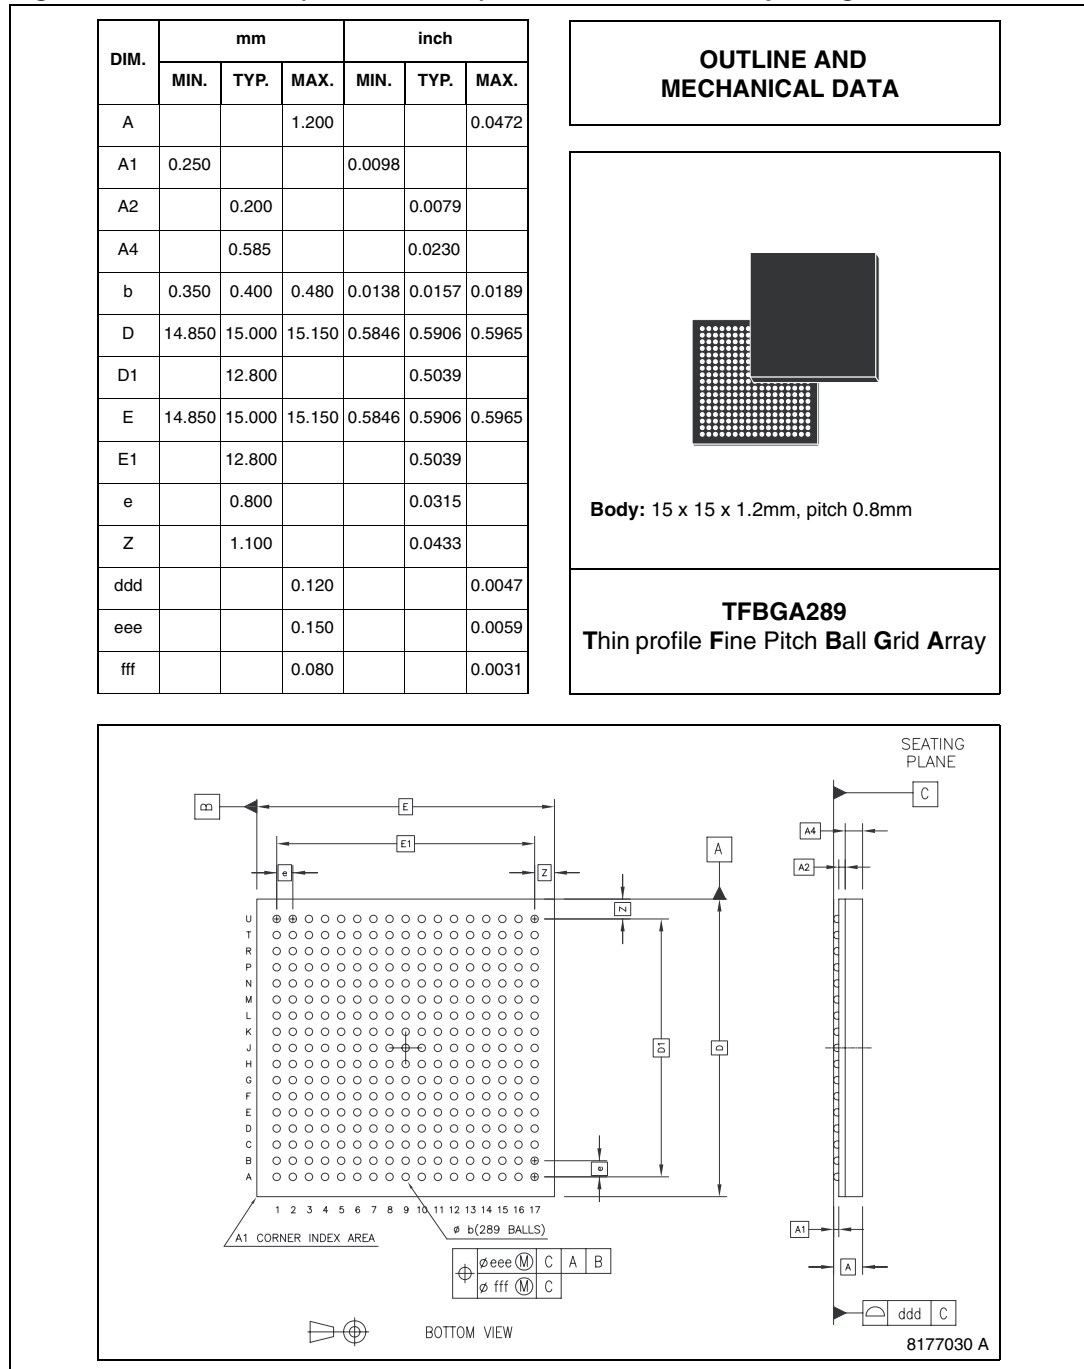 DIM. mm inch
MIN. TYP. MAX. MIN. TYP. MAX.
A 1.200 0.0472
A1 0.250 0.0098
A2 0.200 0.0079
A4 0.585 0.0230
b 0.350 0.400 0.480 0.0138 0.0157 0.0189
D 14.850 15.000 15.150 0.5846 0.5906 0.5965
D1 12.800 0.5039
E 14.850 15.000 15.150 0.5846 0.5906 0.5965
E1 12.800 0.5039
e 0.800 0.0315
Z 1.100 0.0433
ddd 0.120 0.0047
eee 0.150 0.0059
fff 0.080 0.0031
OUTLINE AND
MECHANICAL DATA
Body: 15 x 15 x 1.2mm, pitch 0.8mm
TFBGA289
Thin profile Fine Pitch Ball Grid Array
SEATING
PLANE
C
B
E
A4
E1
A
A2
e
Z
Z
U
T
R
P
N
M
L
K
J
D1
D
H
G
F
E
D
C
B
e
A
1 2 3 4 5 6 7 8 9 10 11 12 13 14 15 16 17
A1 CORNER INDEX AREA
ø b(289 BALLS)
A1
ø eee Ⓜ C A B
A
ø fff Ⓜ C
ddd C
BOTTOM VIEW
8177030 A